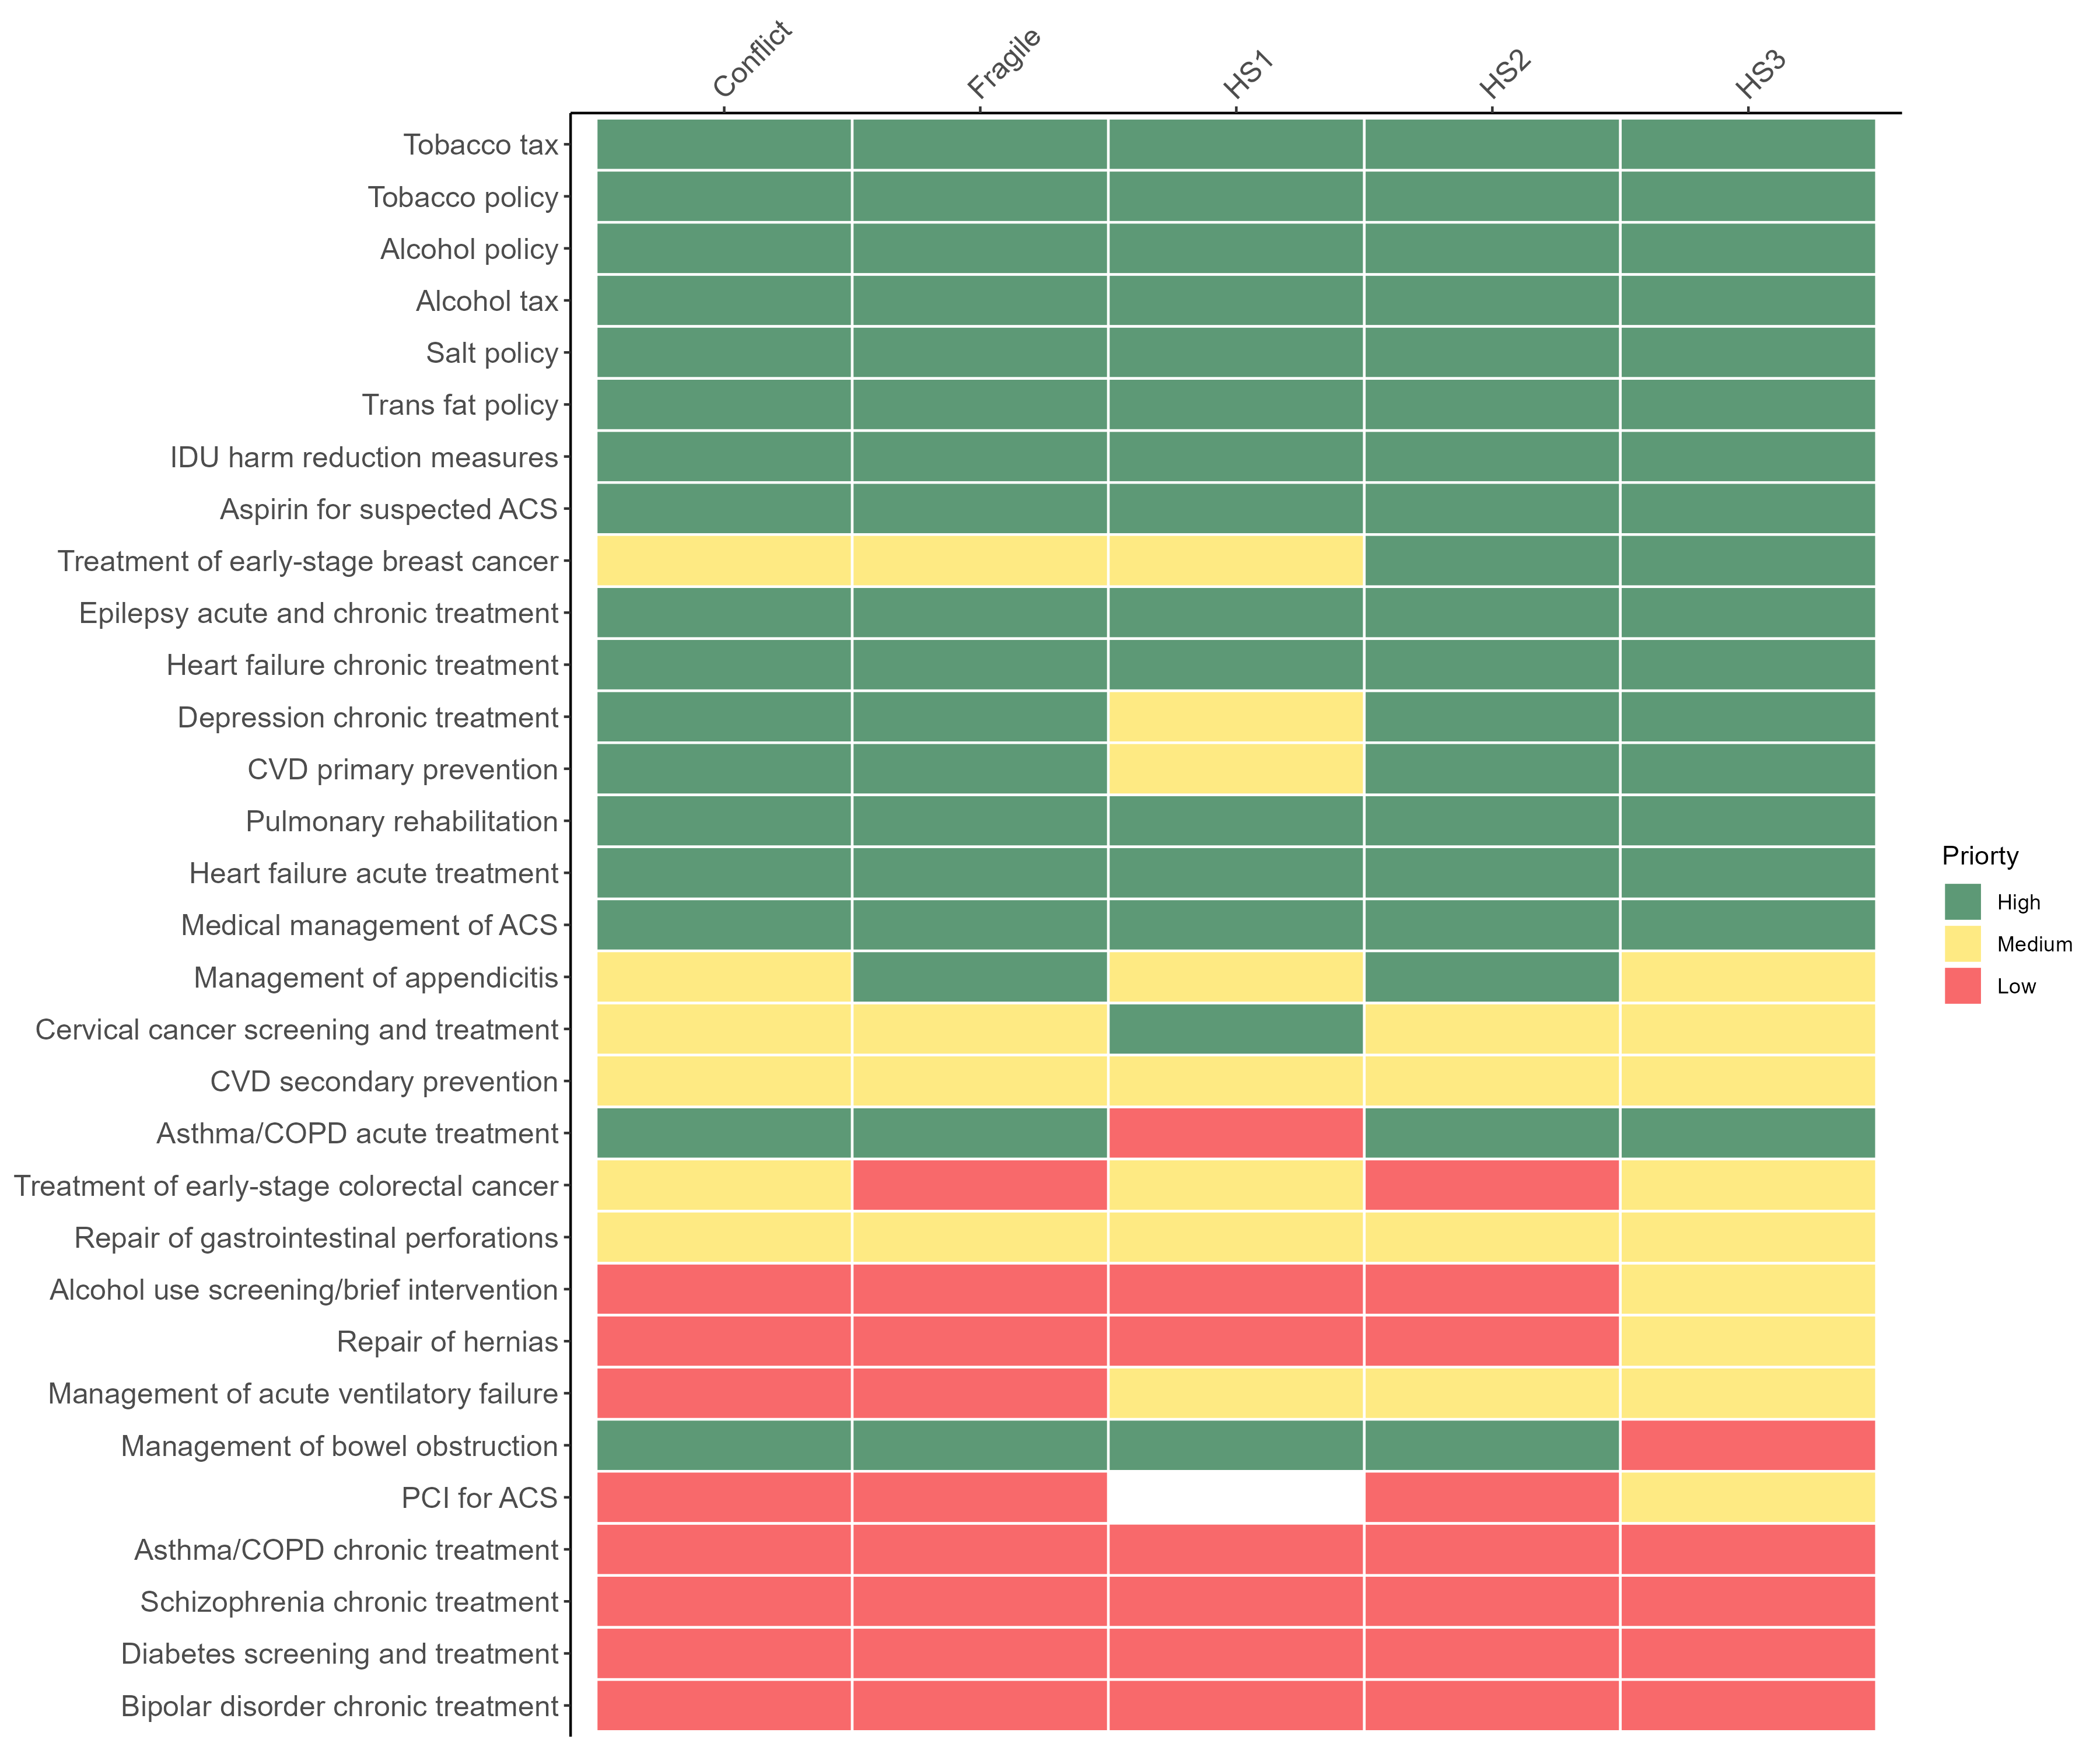 Conflict
Fragile
HS1
HS2
HS3
Tobacco tax
Tobacco policy
Alcohol policy
Alcohol tax
Salt policy
Trans fat policy
IDU harm reduction measures
Aspirin for suspected ACS
Treatment of early-stage breast cancer
Epilepsy acute and chronic treatment
Heart failure chronic treatment
Depression chronic treatment
CVD primary prevention
Pulmonary rehabilitation
Heart failure acute treatment
Medical management of ACS
Management of appendicitis
Cervical cancer screening and treatment
CVD secondary prevention
Asthma/COPD acute treatment
Treatment of early-stage colorectal cancer
Repair of gastrointestinal perforations
Alcohol use screening/brief intervention
Repair of hernias
Management of acute ventilatory failure
Management of bowel obstruction
PCI for ACS
Asthma/COPD chronic treatment
Schizophrenia chronic treatment
Diabetes screening and treatment
Bipolar disorder chronic treatment
Priorty
High
Medium
Low